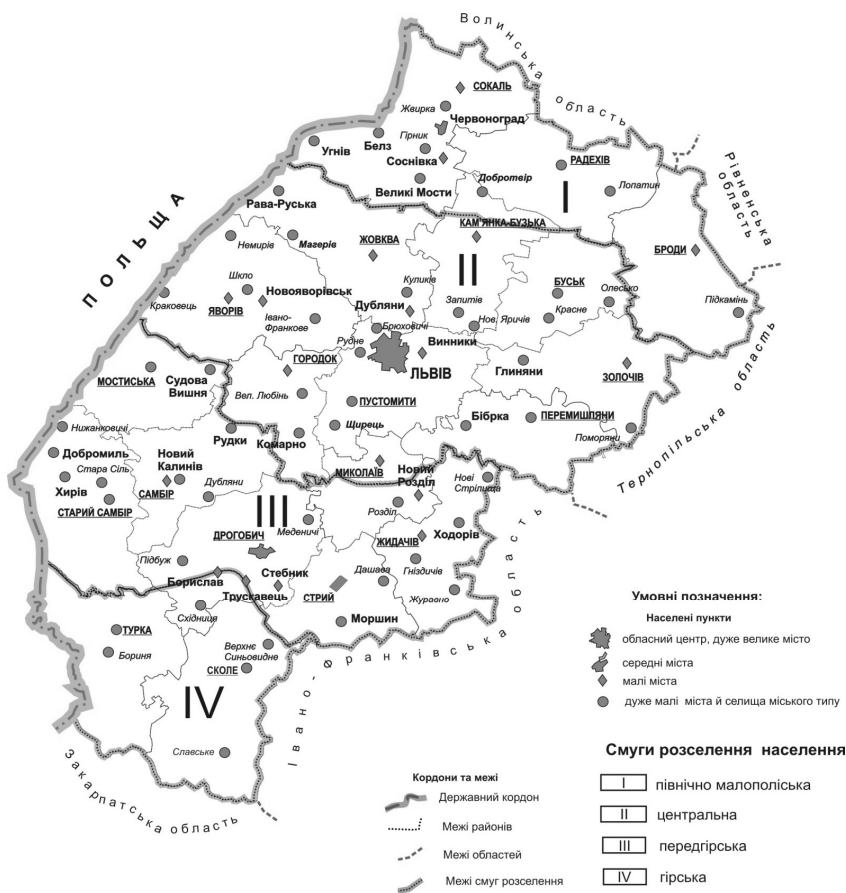 Волинська область
СОКАЛЬ
Жвирка
Червоноград
Белз
Гірник
Угнів
Соснівка
РАДЕХІВ
Рівненська область
Великі Мости
Добротвір
Лопатин
I
Рава-Руська
ПОЛЬЩА
КАМ'ЯНКА-БУЗЬКА
Немирів
Магерів
ЖОВКВА
II
БРОДИ
Шкло
Куликів
БУСЬК
Олесько
Новояворівськ
Дубляни
Запитів
Краковець
ЯВОРІВ
Івано-
Франкове
Красне
Підкамінь
Брюховичі
Нов. Яричів
Рудне
Винники
ГОРОДОК
ЛЬВІВ
Глиняни
ЗОЛОЧІВ
МОСТИСЬКА
Судова
Вишня
Вел. Любінь
ПУСТОМИТИ
Щирець
Бібрка
ПЕРЕМИШЛЯНИ
Нижанковичі
Рудки
Комарно
Поморяни
Тернопільська область
Добромиль
Новий
Калинів
МИКОЛАЇВ
Новий
Розділ
Нові
Стрілища
Стара Сіль
Хирів
САМБІР
Дубляни
СТАРИЙ САМБІР
III
Розділ
Меденичі
Ходорів
ДРОГОБИЧ
ЖИДАЧІВ
Підбуж
Гніздичів
Борислав
Стебник
Дашава
Трускавець
СТРИЙ
Журавно
Східниця
Моршин
ТУРКА
Верхнє
Синьовидне
Бориня
СКОЛЕ
IV
Славське
Івано-Франківська область
Закарпатська область
Умовні позначення:
Населені пункти
обласний центр, дуже велике місто
середні міста
малі міста
дуже малі міста й селища міського типу
Кордони та межі
Державний кордон
Межі районів
Межі областей
Межі смуг розселення
Смуги розселення населення
I північно малополіська
II центральна
III передгірська
IV гірська